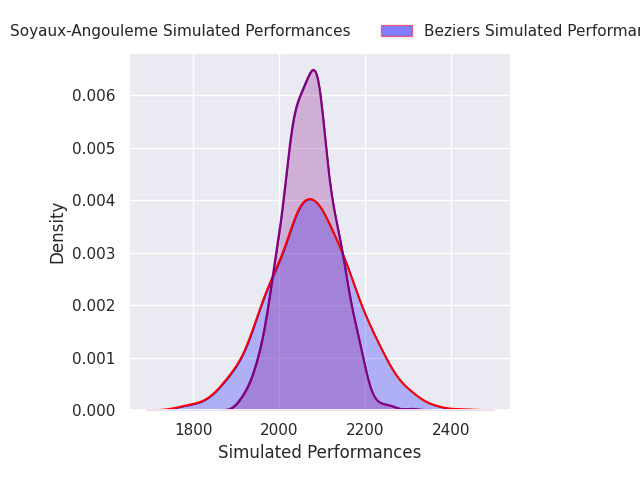 Soyaux-Angouleme Simulated Performances
Beziers Simulated
0.006
0.005
0.004
0.003
0.002
0.001
0.000
Density
1800 2000 2200 2400
Simulated Performances